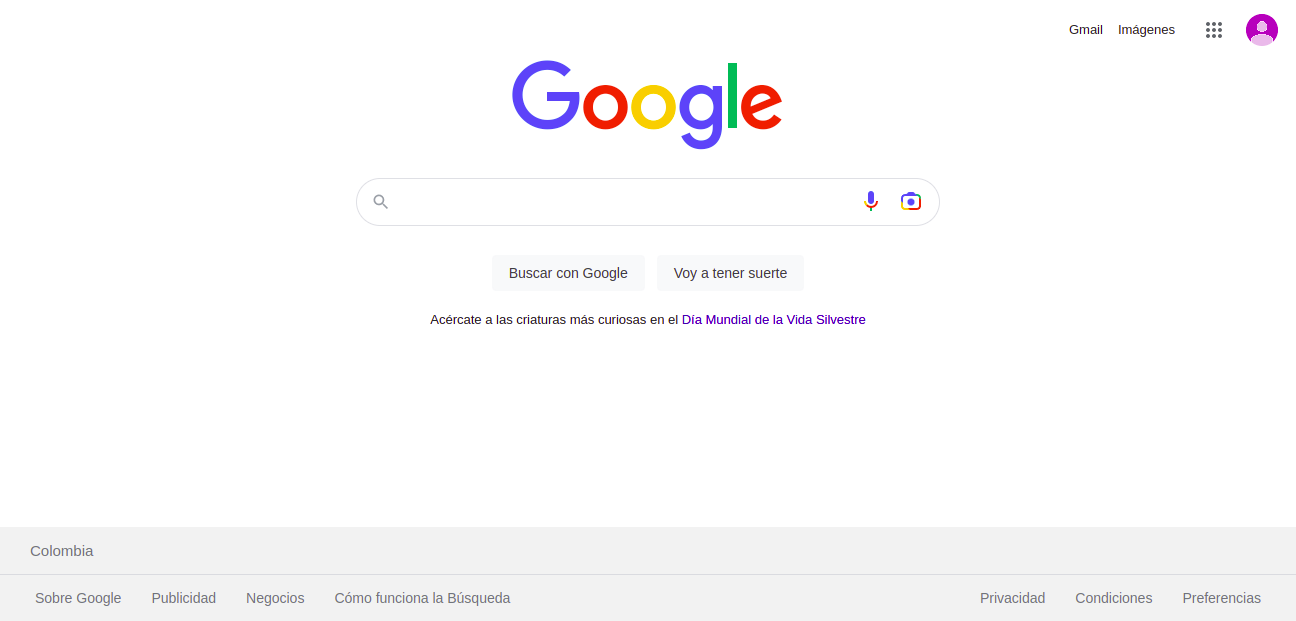 Gmail Imágenes
Google
Buscar con Google Voy a tener suerte
Acércate a las criaturas más curiosas en el Día Mundial de la Vida Silvestre
Colombia
Sobre Google Publicidad Negocios Cómo funciona la Búsqueda Privacidad Condiciones Preferencias